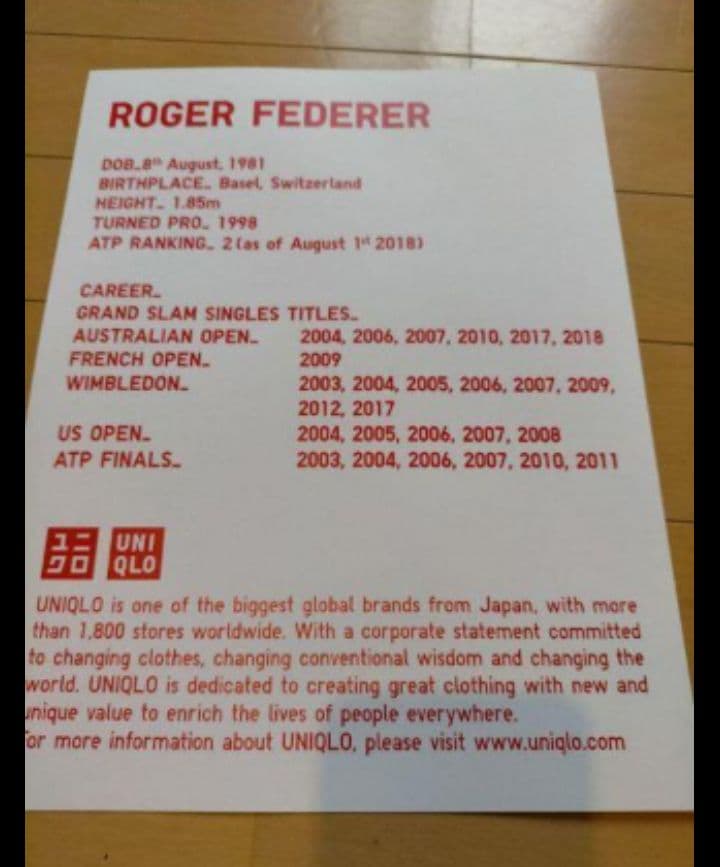 ROGER FEDERER
DOB_8th August, 1981
BIRTHPLACE_ Basel, Switzerland
HEIGHT_ 1.85m
TURNED PRO_ 1998
ATP RANKING_ 2 (as of August 1st 2018)
CAREER_
GRAND SLAM SINGLES TITLES_
AUSTRALIAN OPEN_ 2004, 2006, 2007, 2010, 2017, 2018
FRENCH OPEN_ 2009
WIMBLEDON_ 2003, 2004, 2005, 2006, 2007, 2009,
2012, 2017
US OPEN_ 2004, 2005, 2006, 2007, 2008
ATP FINALS_ 2003, 2004, 2006, 2007, 2010, 2011
ユニ UNI
クロ QLO
UNIQLO is one of the biggest global brands from Japan, with more
than 1,800 stores worldwide. With a corporate statement committed
to changing clothes, changing conventional wisdom and changing the
world. UNIQLO is dedicated to creating great clothing with new and
unique value to enrich the lives of people everywhere.
For more information about UNIQLO, please visit www.uniqlo.com